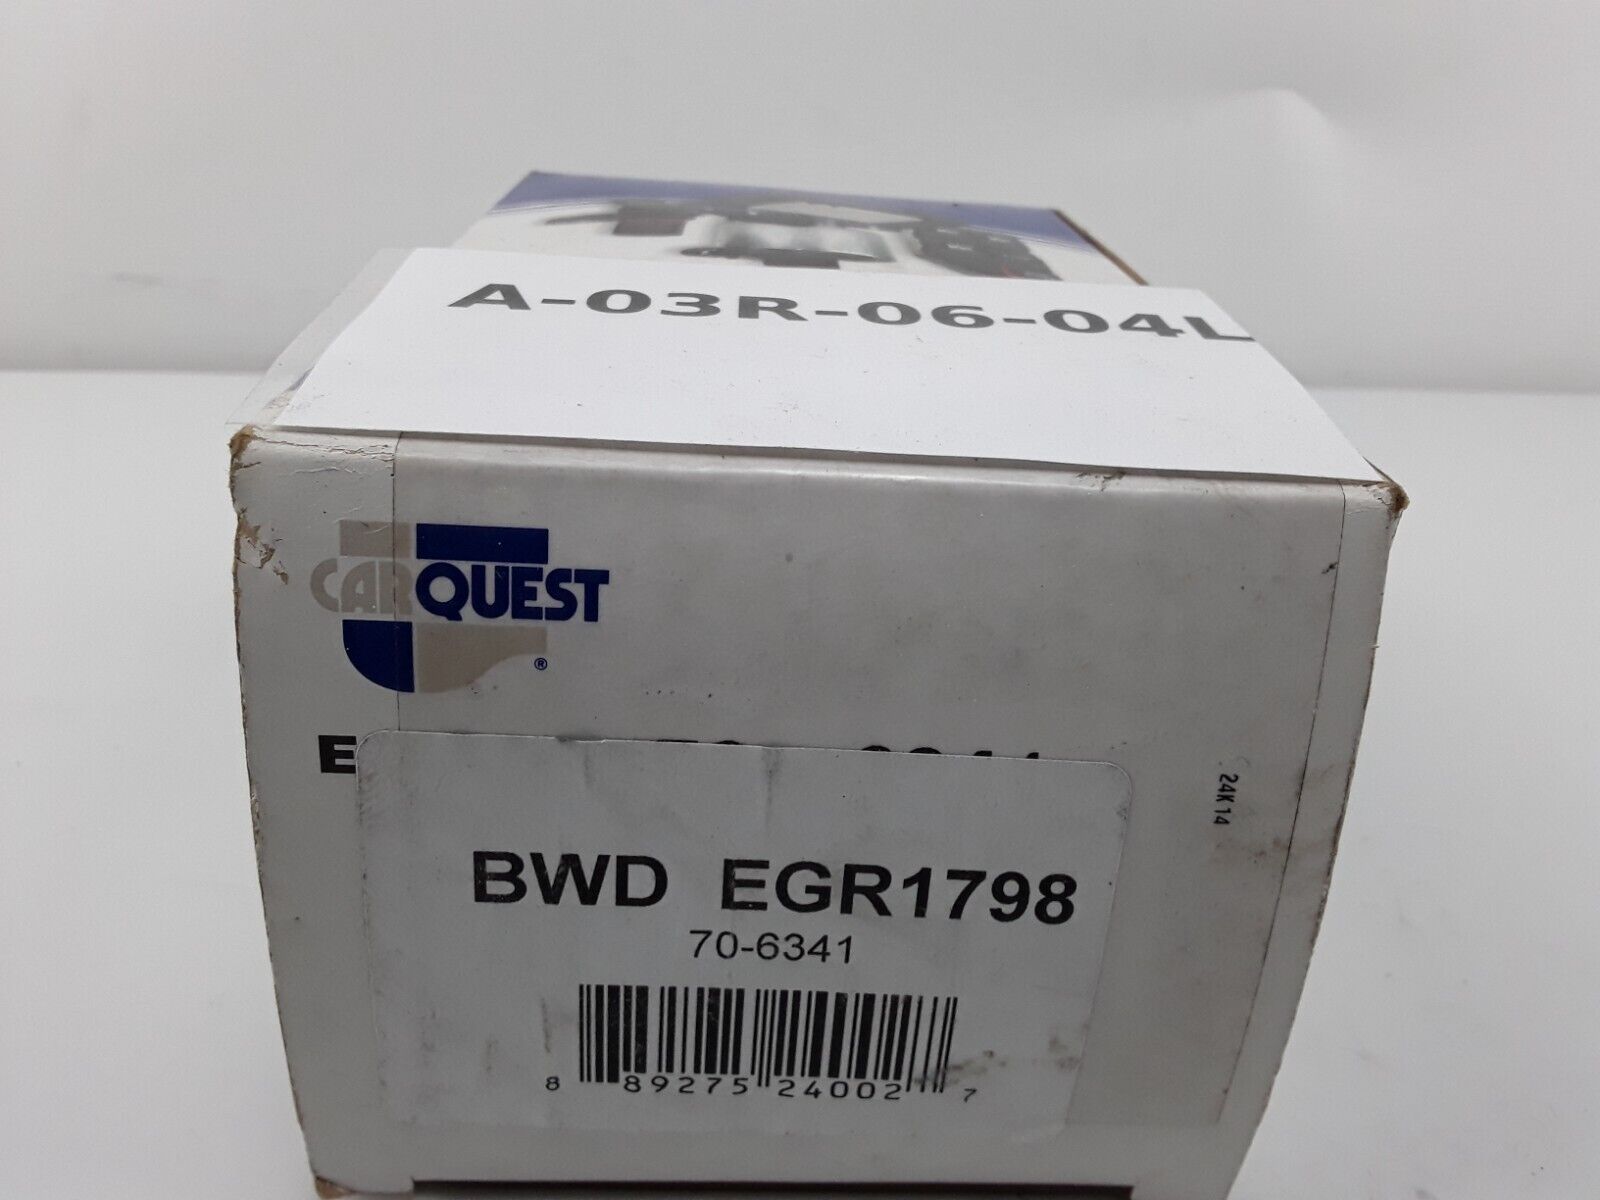 A-03R-06-04L
CARQUEST
®
24K14
BWD EGR1798
70-6341
8 89275 24002 7